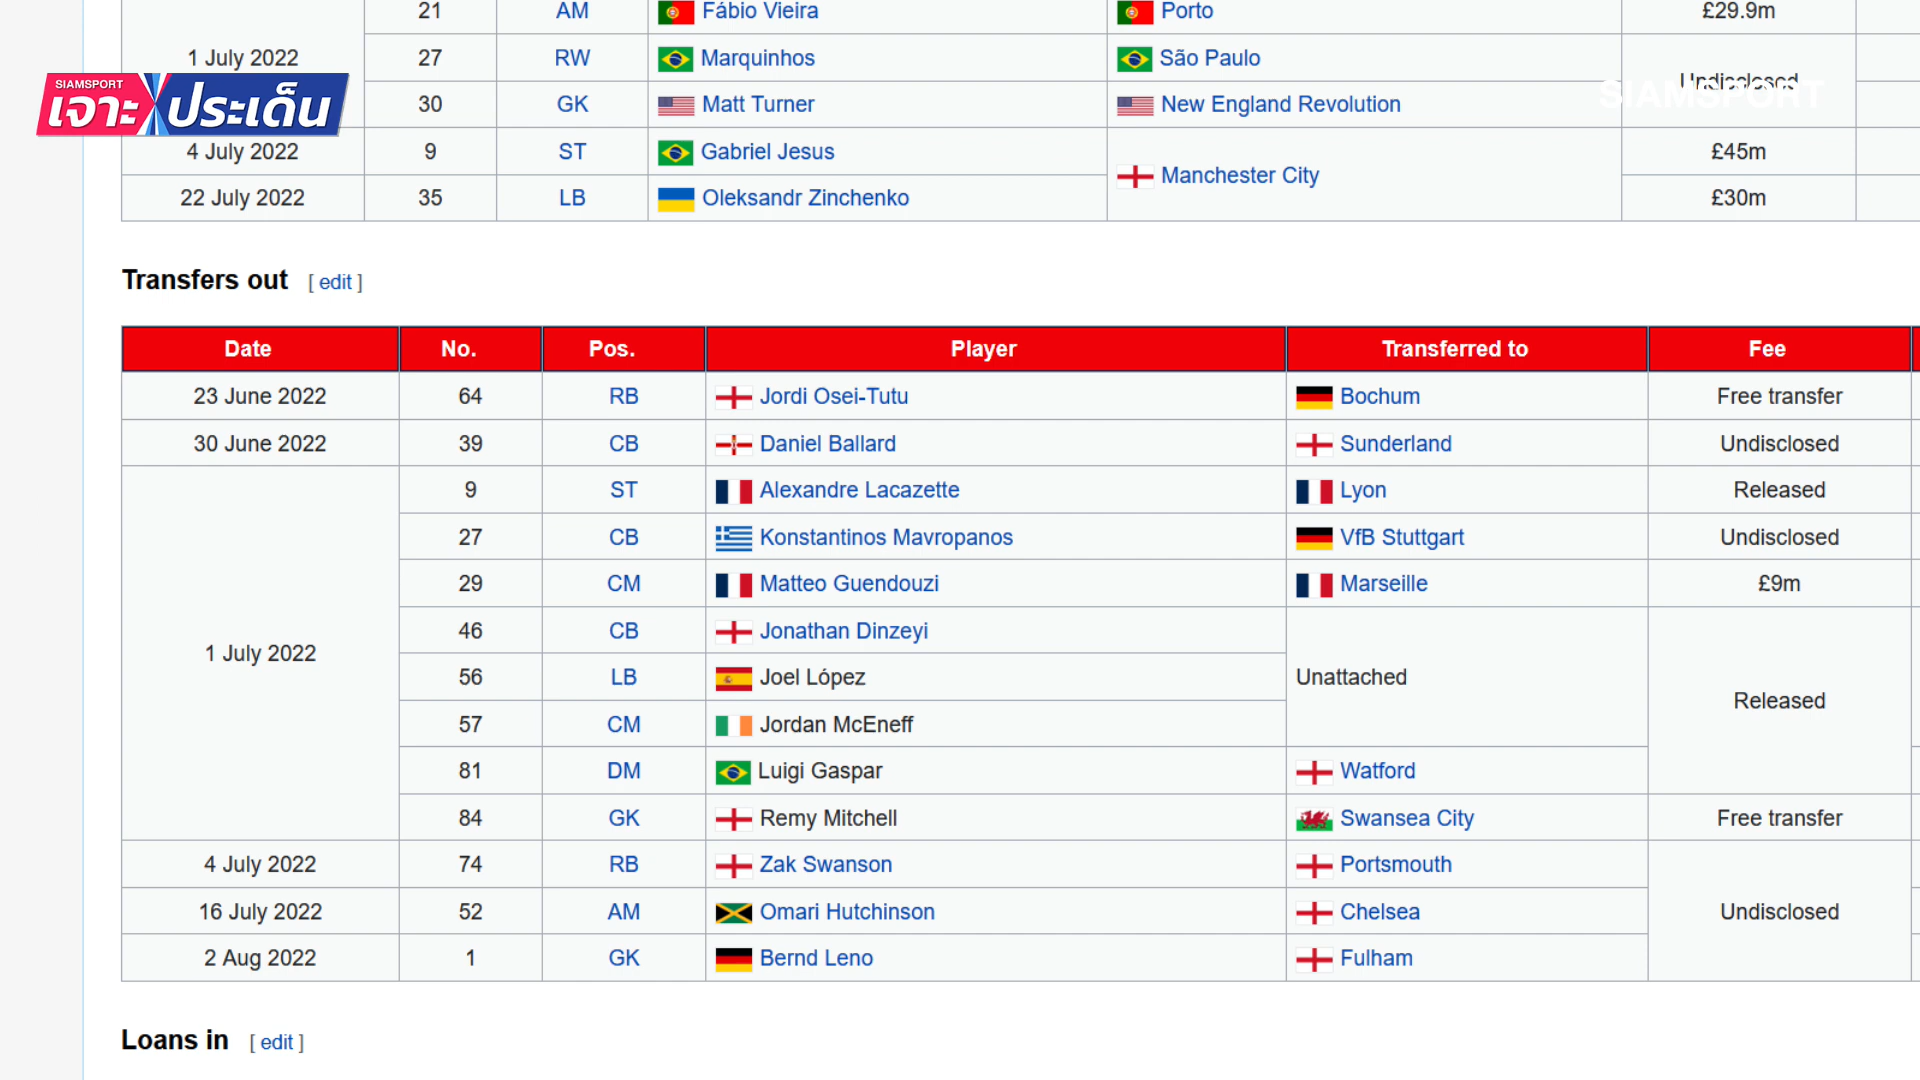 21 AM Fábio Vieira Porto £29.9m
1 July 2022 27 RW Marquinhos São Paulo Undisclosed
SIAMSPORT
SIAMSPORT
เจาะประเด็น
30 GK Matt Turner New England Revolution
4 July 2022 9 ST Gabriel Jesus Manchester City £45m
22 July 2022 35 LB Oleksandr Zinchenko £30m
Transfers out [ edit ]
Date No. Pos. Player Transferred to Fee
23 June 2022 64 RB Jordi Osei-Tutu Bochum Free transfer
30 June 2022 39 CB Daniel Ballard Sunderland Undisclosed
1 July 2022 9 ST Alexandre Lacazette Lyon Released
27 CB Konstantinos Mavropanos VfB Stuttgart Undisclosed
29 CM Matteo Guendouzi Marseille £9m
46 CB Jonathan Dinzeyi Unattached Released
56 LB Joel López
57 CM Jordan McEneff
81 DM Luigi Gaspar Watford
84 GK Remy Mitchell Swansea City Free transfer
4 July 2022 74 RB Zak Swanson Portsmouth Undisclosed
16 July 2022 52 AM Omari Hutchinson Chelsea
2 Aug 2022 1 GK Bernd Leno Fulham
Loans in [ edit ]